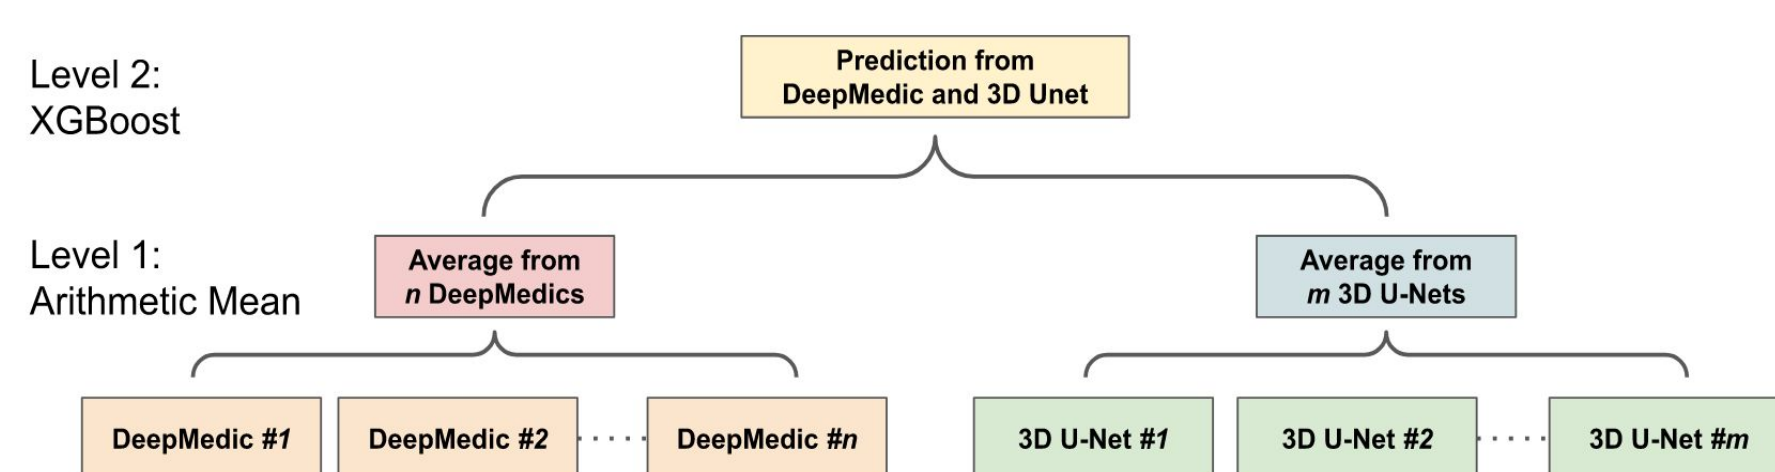 Level 2:
XGBoost
Prediction from
DeepMedic and 3D Unet
Level 1:
Arithmetic Mean
Average from
n DeepMedics
Average from
m 3D U-Nets
DeepMedic #1
DeepMedic #2
DeepMedic #n
3D U-Net #1
3D U-Net #2
3D U-Net #m